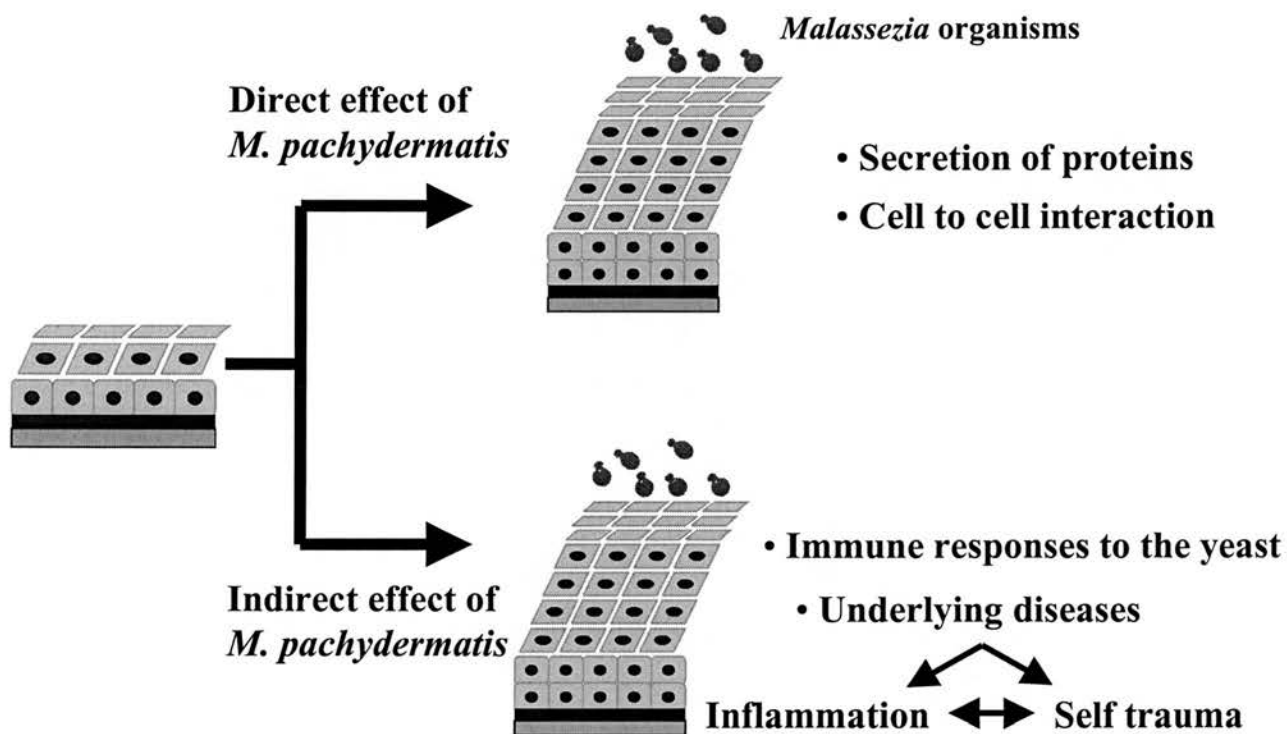 Malassezia organisms
Direct effect of
M. pachydermatis
• Secretion of proteins
• Cell to cell interaction
Indirect effect of
M. pachydermatis
• Immune responses to the yeast
• Underlying diseases
Inflammation
Self trauma